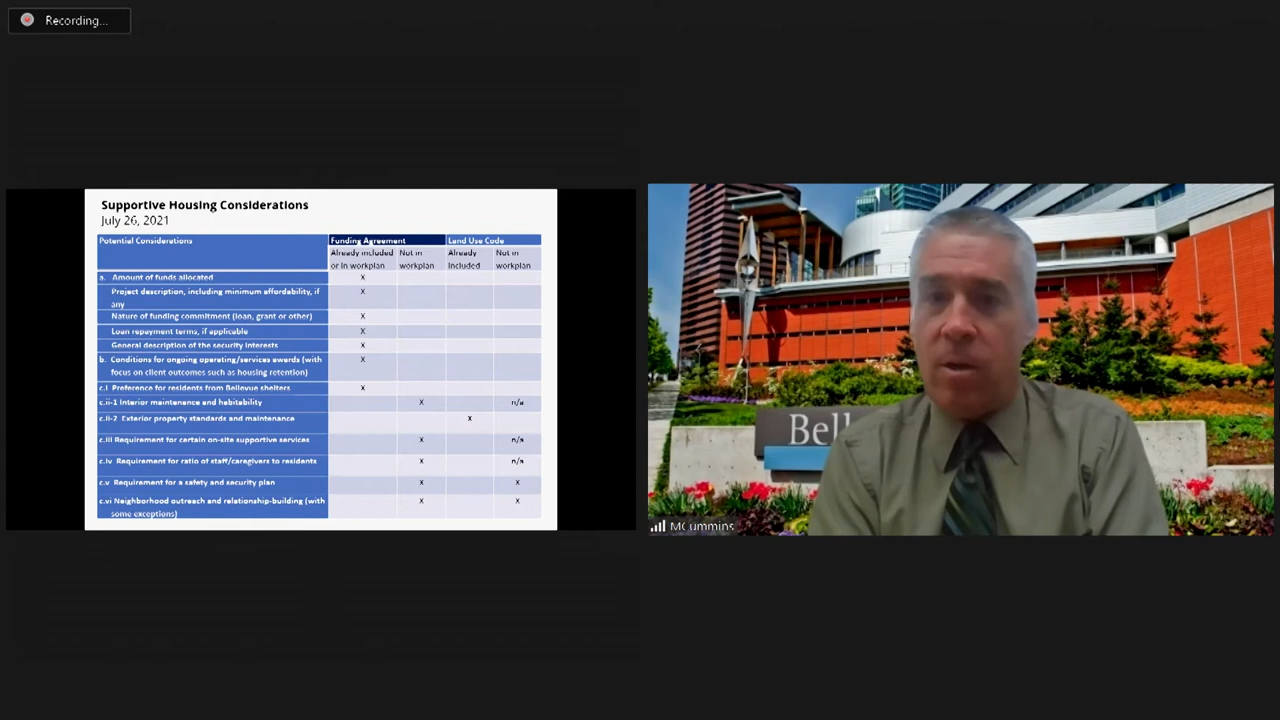 Recording...
Supportive Housing Considerations
July 26, 2021
Potential Considerations
Funding Agreement
Land Use Code
Already included
or in workplan
Not in
workplan
Already
Included
Not in
workplan
a. Amount of funds allocated
X
Project description, including minimum affordability, if
any
X
Nature of funding commitment (loan, grant or other)
X
Loan repayment terms, if applicable
X
General description of the security interests
X
b. Conditions for ongoing operating/services awards (with
focus on client outcomes such as housing retention)
X
c.i Preference for residents from Bellevue shelters
X
c.ii-1 Interior maintenance and habitability
X
n/a
c.ii-2 Exterior property standards and maintenance
X
c.iii Requirement for certain on-site supportive services
X
n/a
c.iv Requirement for ratio of staff/caregivers to residents
X
n/a
c.v Requirement for a safety and security plan
X
X
c.vi Neighborhood outreach and relationship-building (with
some exceptions)
X
X
Bell
MCummins